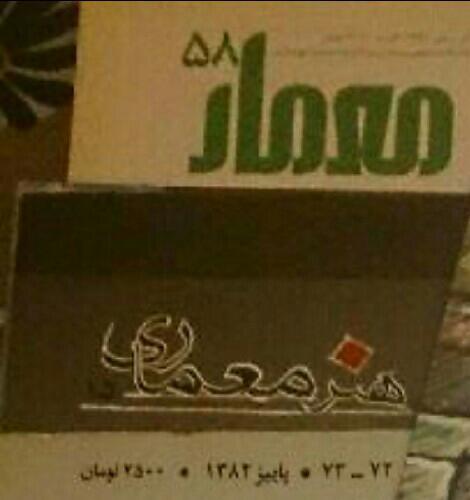 معمار
۵۸
هنر معماری
۷۲ - ۷۳ • پاییز ۱۳۸۲ • ۲۵۰۰ تومان